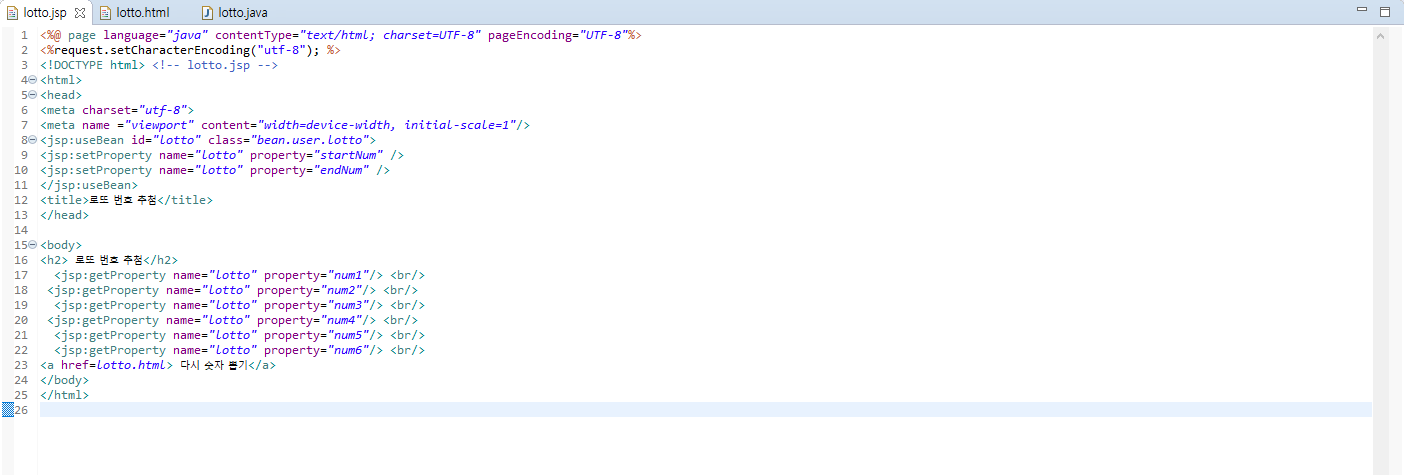 lotto.jsp lotto.html lotto.java
1 <%@ page language="java" contentType="text/html; charset=UTF-8" pageEncoding="UTF-8"%>
2 <%request.setCharacterEncoding("utf-8"); %>
3 <!DOCTYPE html> <!-- lotto.jsp -->
4 <html>
5 <head>
6 <meta charset="utf-8">
7 <meta name ="viewport" content="width=device-width, initial-scale=1"/>
8 <jsp:useBean id="lotto" class="bean.user.lotto">
9 <jsp:setProperty name="lotto" property="startNum" />
10 <jsp:setProperty name="lotto" property="endNum" />
11 </jsp:useBean>
12 <title>로또 번호 추첨</title>
13 </head>
14
15 <body>
16 <h2> 로또 번호 추첨</h2>
17 <jsp:getProperty name="lotto" property="num1"/> <br/>
18 <jsp:getProperty name="lotto" property="num2"/> <br/>
19 <jsp:getProperty name="lotto" property="num3"/> <br/>
20 <jsp:getProperty name="lotto" property="num4"/> <br/>
21 <jsp:getProperty name="lotto" property="num5"/> <br/>
22 <jsp:getProperty name="lotto" property="num6"/> <br/>
23 <a href=lotto.html> 다시 숫자 뽑기</a>
24 </body>
25 </html>
26